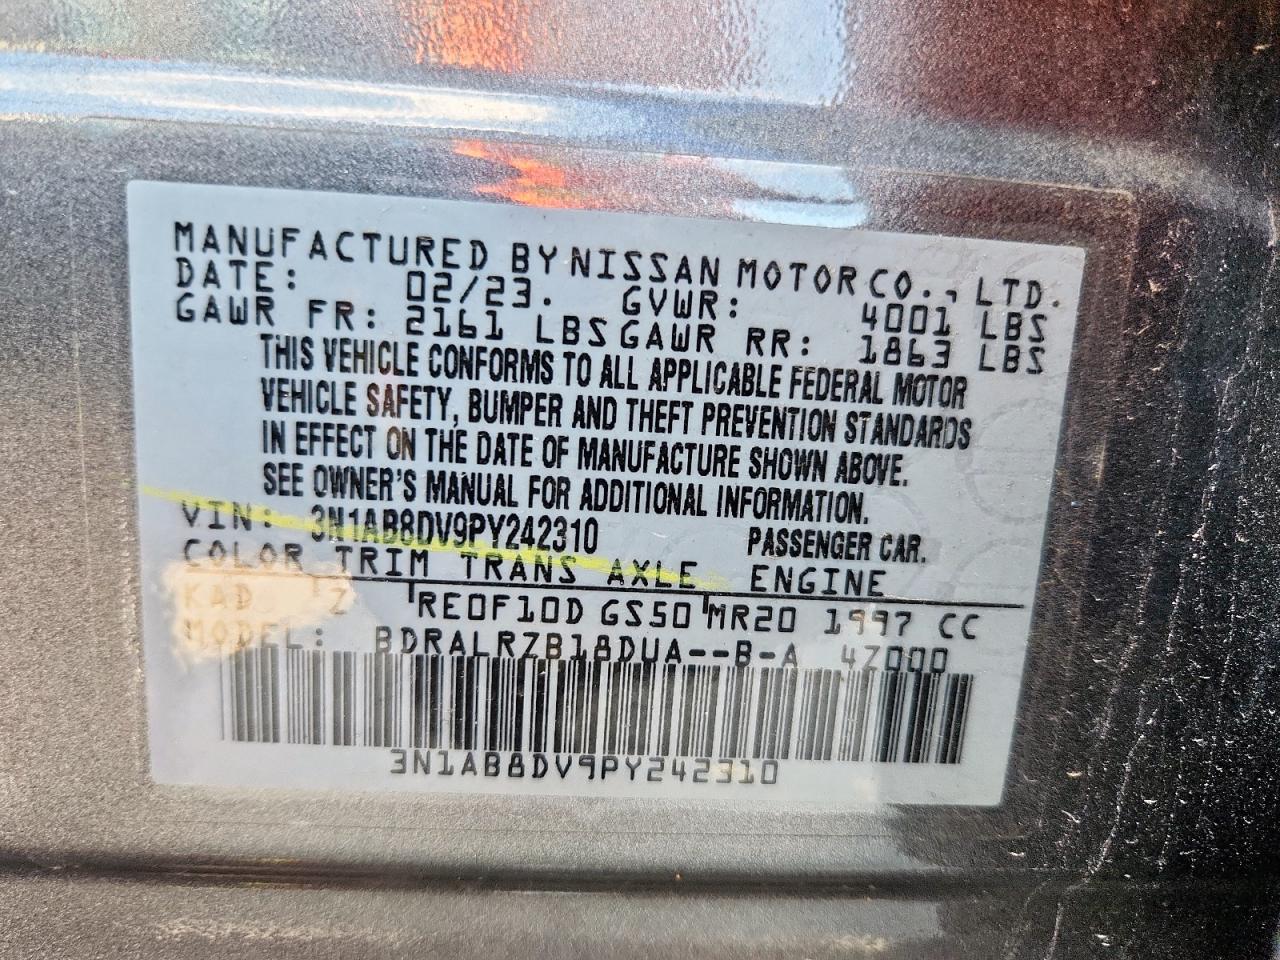 MANUFACTURED BY NISSAN MOTOR CO., LTD.
DATE: 02/23. GVWR: 4001 LBS
GAWR FR: 2161 LBS GAWR RR: 1863 LBS
THIS VEHICLE CONFORMS TO ALL APPLICABLE FEDERAL MOTOR
VEHICLE SAFETY, BUMPER AND THEFT PREVENTION STANDARDS
IN EFFECT ON THE DATE OF MANUFACTURE SHOWN ABOVE.
SEE OWNER'S MANUAL FOR ADDITIONAL INFORMATION.
VIN: 3N1AB8DV9PY242310 PASSENGER CAR.
COLOR TRIM TRANS AXLE ENGINE
KAD Z RE0F10D GS50 MR20 1997 CC
MODEL: BDRALRZB18DUA--B-A 4Z000
3N1AB8DV9PY242310